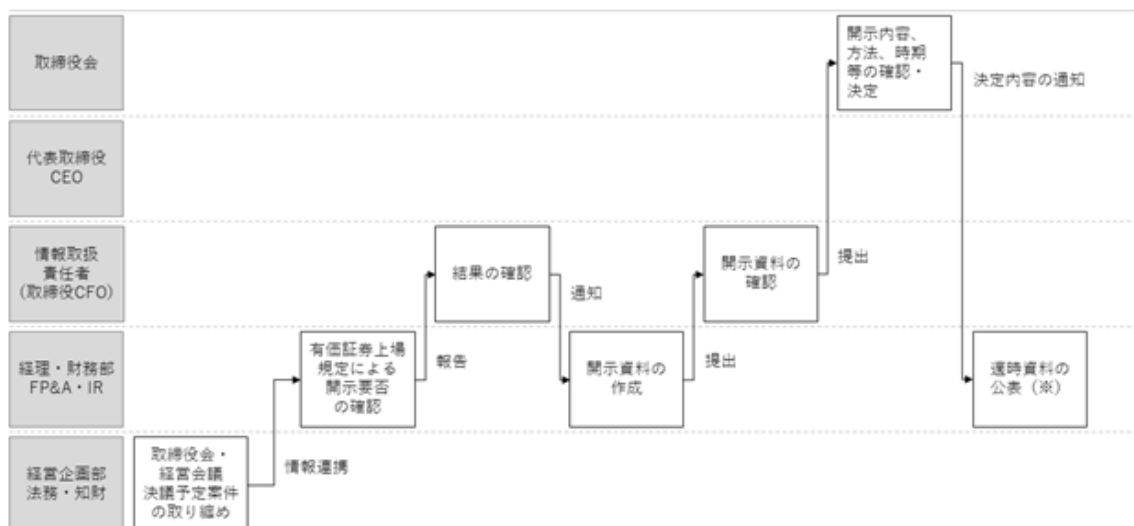 取締役会
開示内容、
方法、時期
等の確認・
決定
決定内容の通知
代表取締役
CEO
情報取扱
責任者
(取締役CFO)
結果の確認
通知
開示資料の
確認
提出
経理・財務部
FP&A・IR
有価証券上場
規定による
開示要否
の確認
報告
開示資料の
作成
提出
適時資料の
公表（※）
経営企画部
法務・知財
取締役会・
経営会議
決議予定案件
の取り纏め
情報連携